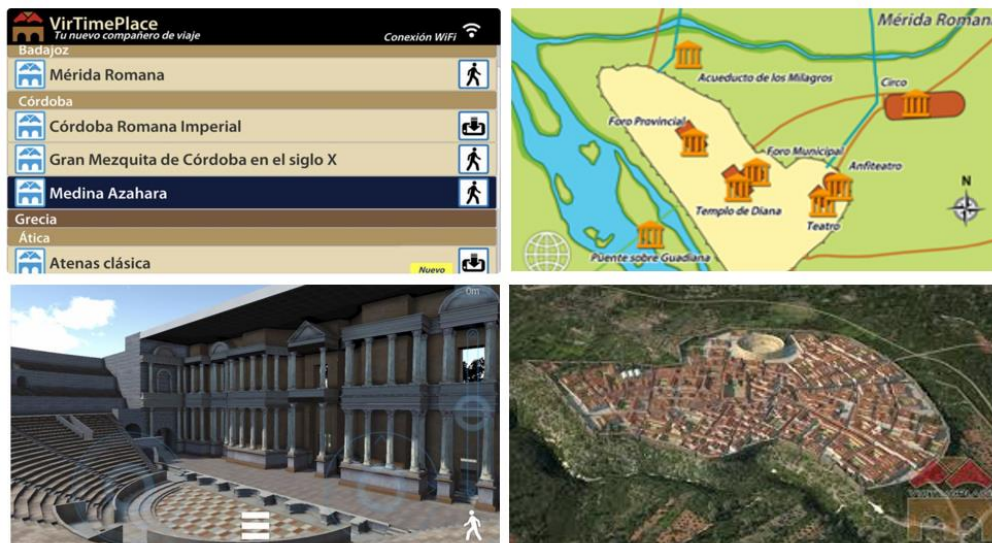 VirTimePlace
Tu nuevo compañero de viaje
Conexión WiFi
Badajoz
Mérida Romana
Córdoba
Córdoba Romana Imperial
Gran Mezquita de Córdoba en el siglo X
Medina Azahara
Grecia
Ática
Atenas clásica
Nuevo
Mérida Romana
Acueducto de los Milagros
Circo
Foro Provincial
Foro Municipal
Anfiteatro
N
Templo de Diana
Teatro
Puente sobre Guadiana
0m
VIRTIMEPLACE